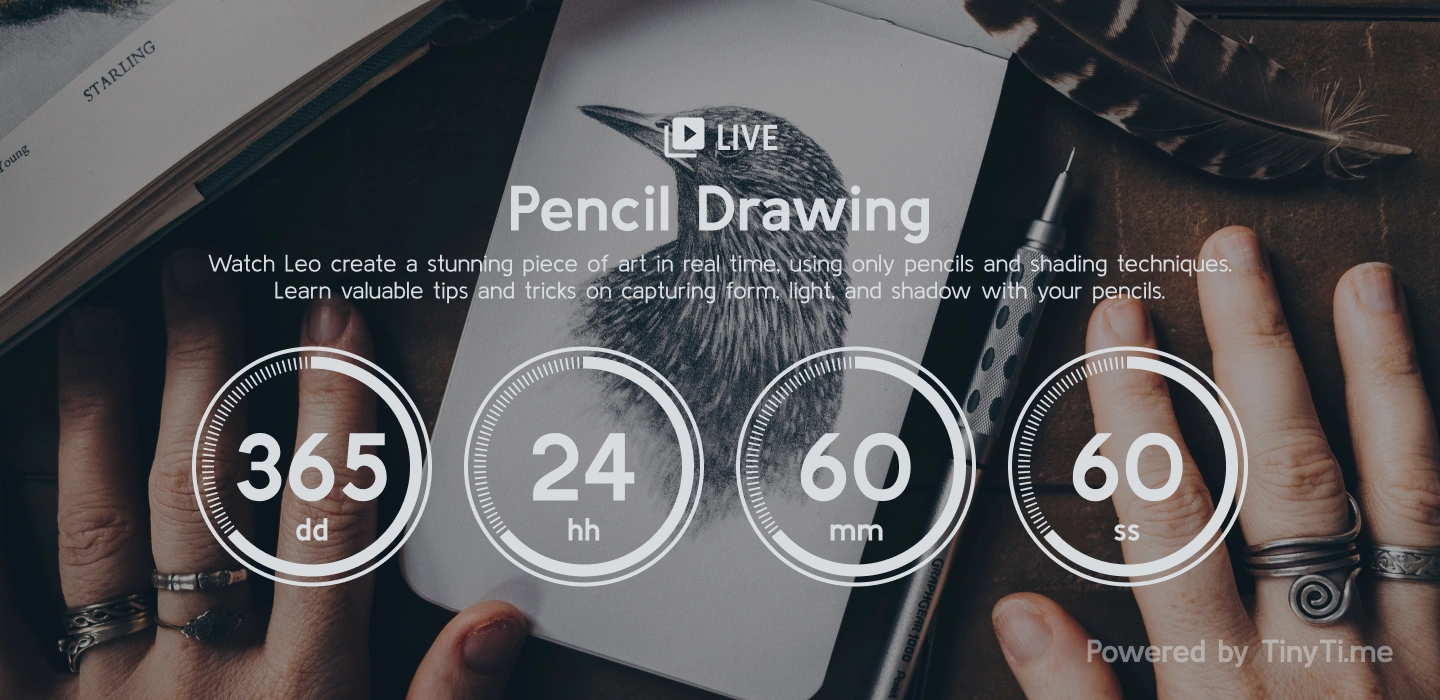 STARLING
Young
LIVE
Pencil Drawing
Watch Leo create a stunning piece of art in real time, using only pencils and shading techniques.
Learn valuable tips and tricks on capturing form, light, and shadow with your pencils.
365
dd
24
hh
60
mm
60
ss
GRAPHGEAR 1000 Pentel
Powered by TinyTi.me